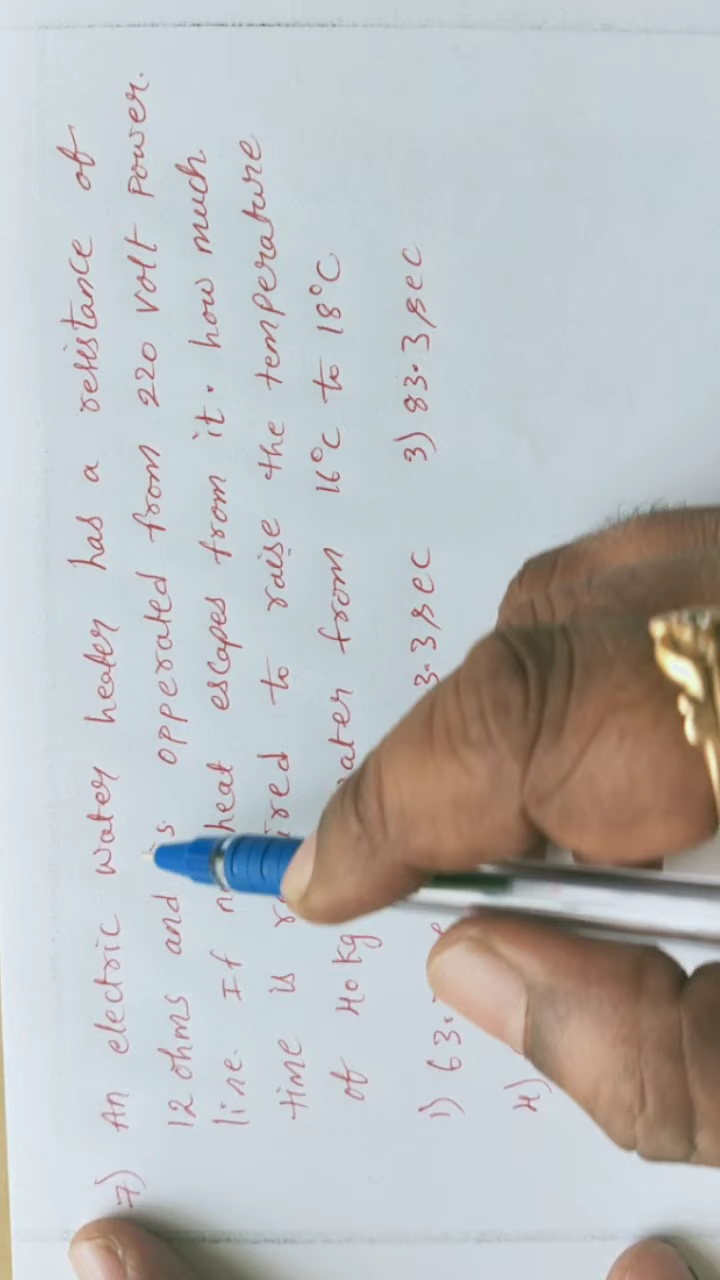 7) An electric water heater has a resistance of
12 ohms and opperated from 220 volt power.
line. If heat escapes from it. how much
time is to raise the temperature
of 40 kg from 16°C to 18°C
1) 63. 3.3 sec 3) 83.3 sec
4)